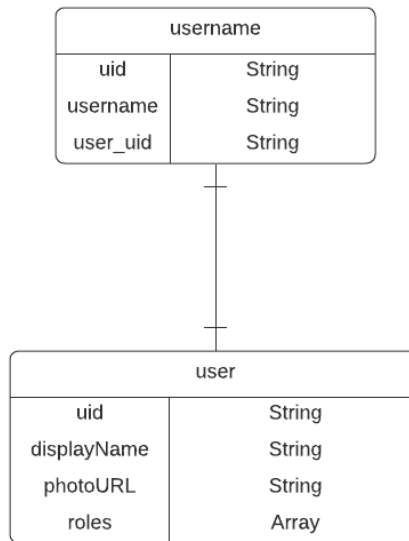 username
uid String
username String
user_uid String
user
uid String
displayName String
photoURL String
roles Array